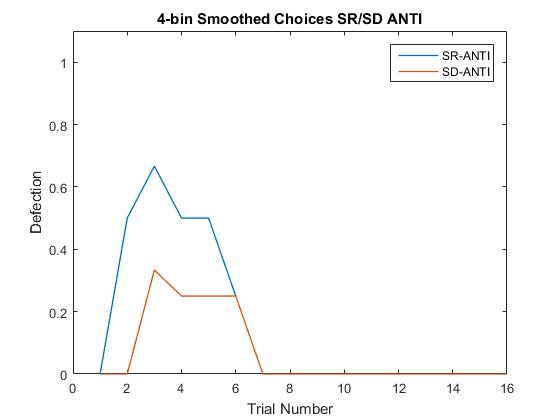 4-bin Smoothed Choices SR/SD ANTI
SR-ANTI
SD-ANTI
1
0.8
0.6
0.4
0.2
0
Defection
0 2 4 6 8 10 12 14 16
Trial Number